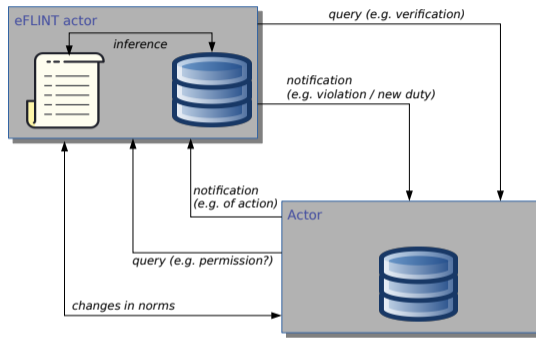 eFLINT actor
query (e.g. verification)
inference
notification
(e.g. violation / new duty)
notification
(e.g. of action)
Actor
query (e.g. permission?)
changes in norms